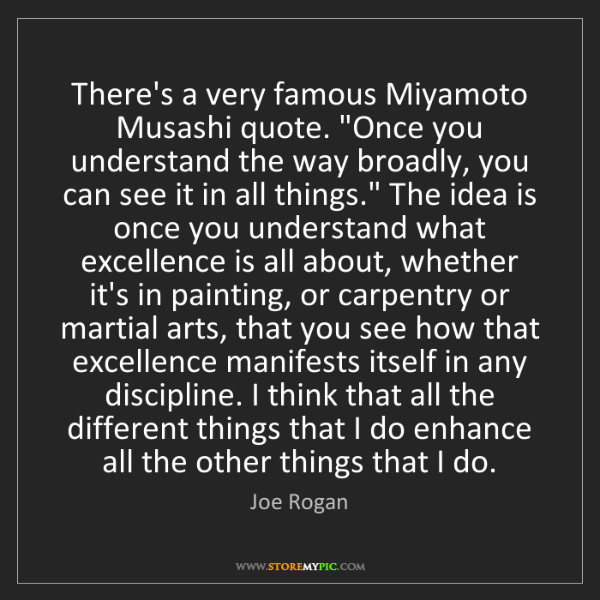 There's a very famous Miyamoto
Musashi quote. "Once you
understand the way broadly, you
can see it in all things." The idea is
once you understand what
excellence is all about, whether
it's in painting, or carpentry or
martial arts, that you see how that
excellence manifests itself in any
discipline. I think that all the
different things that I do enhance
all the other things that I do.
Joe Rogan
WWW.STOREMYPIC.COM